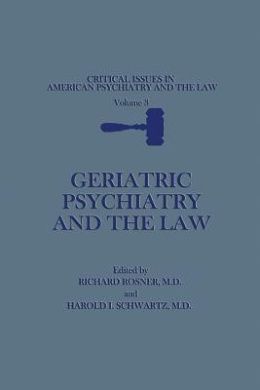 CRITICAL ISSUES IN
AMERICAN PSYCHIATRY AND THE LAW
Volume 3
GERIATRIC
PSYCHIATRY
AND THE LAW
Edited by
RICHARD ROSNER, M.D.
and
HAROLD I. SCHWARTZ, M.D.